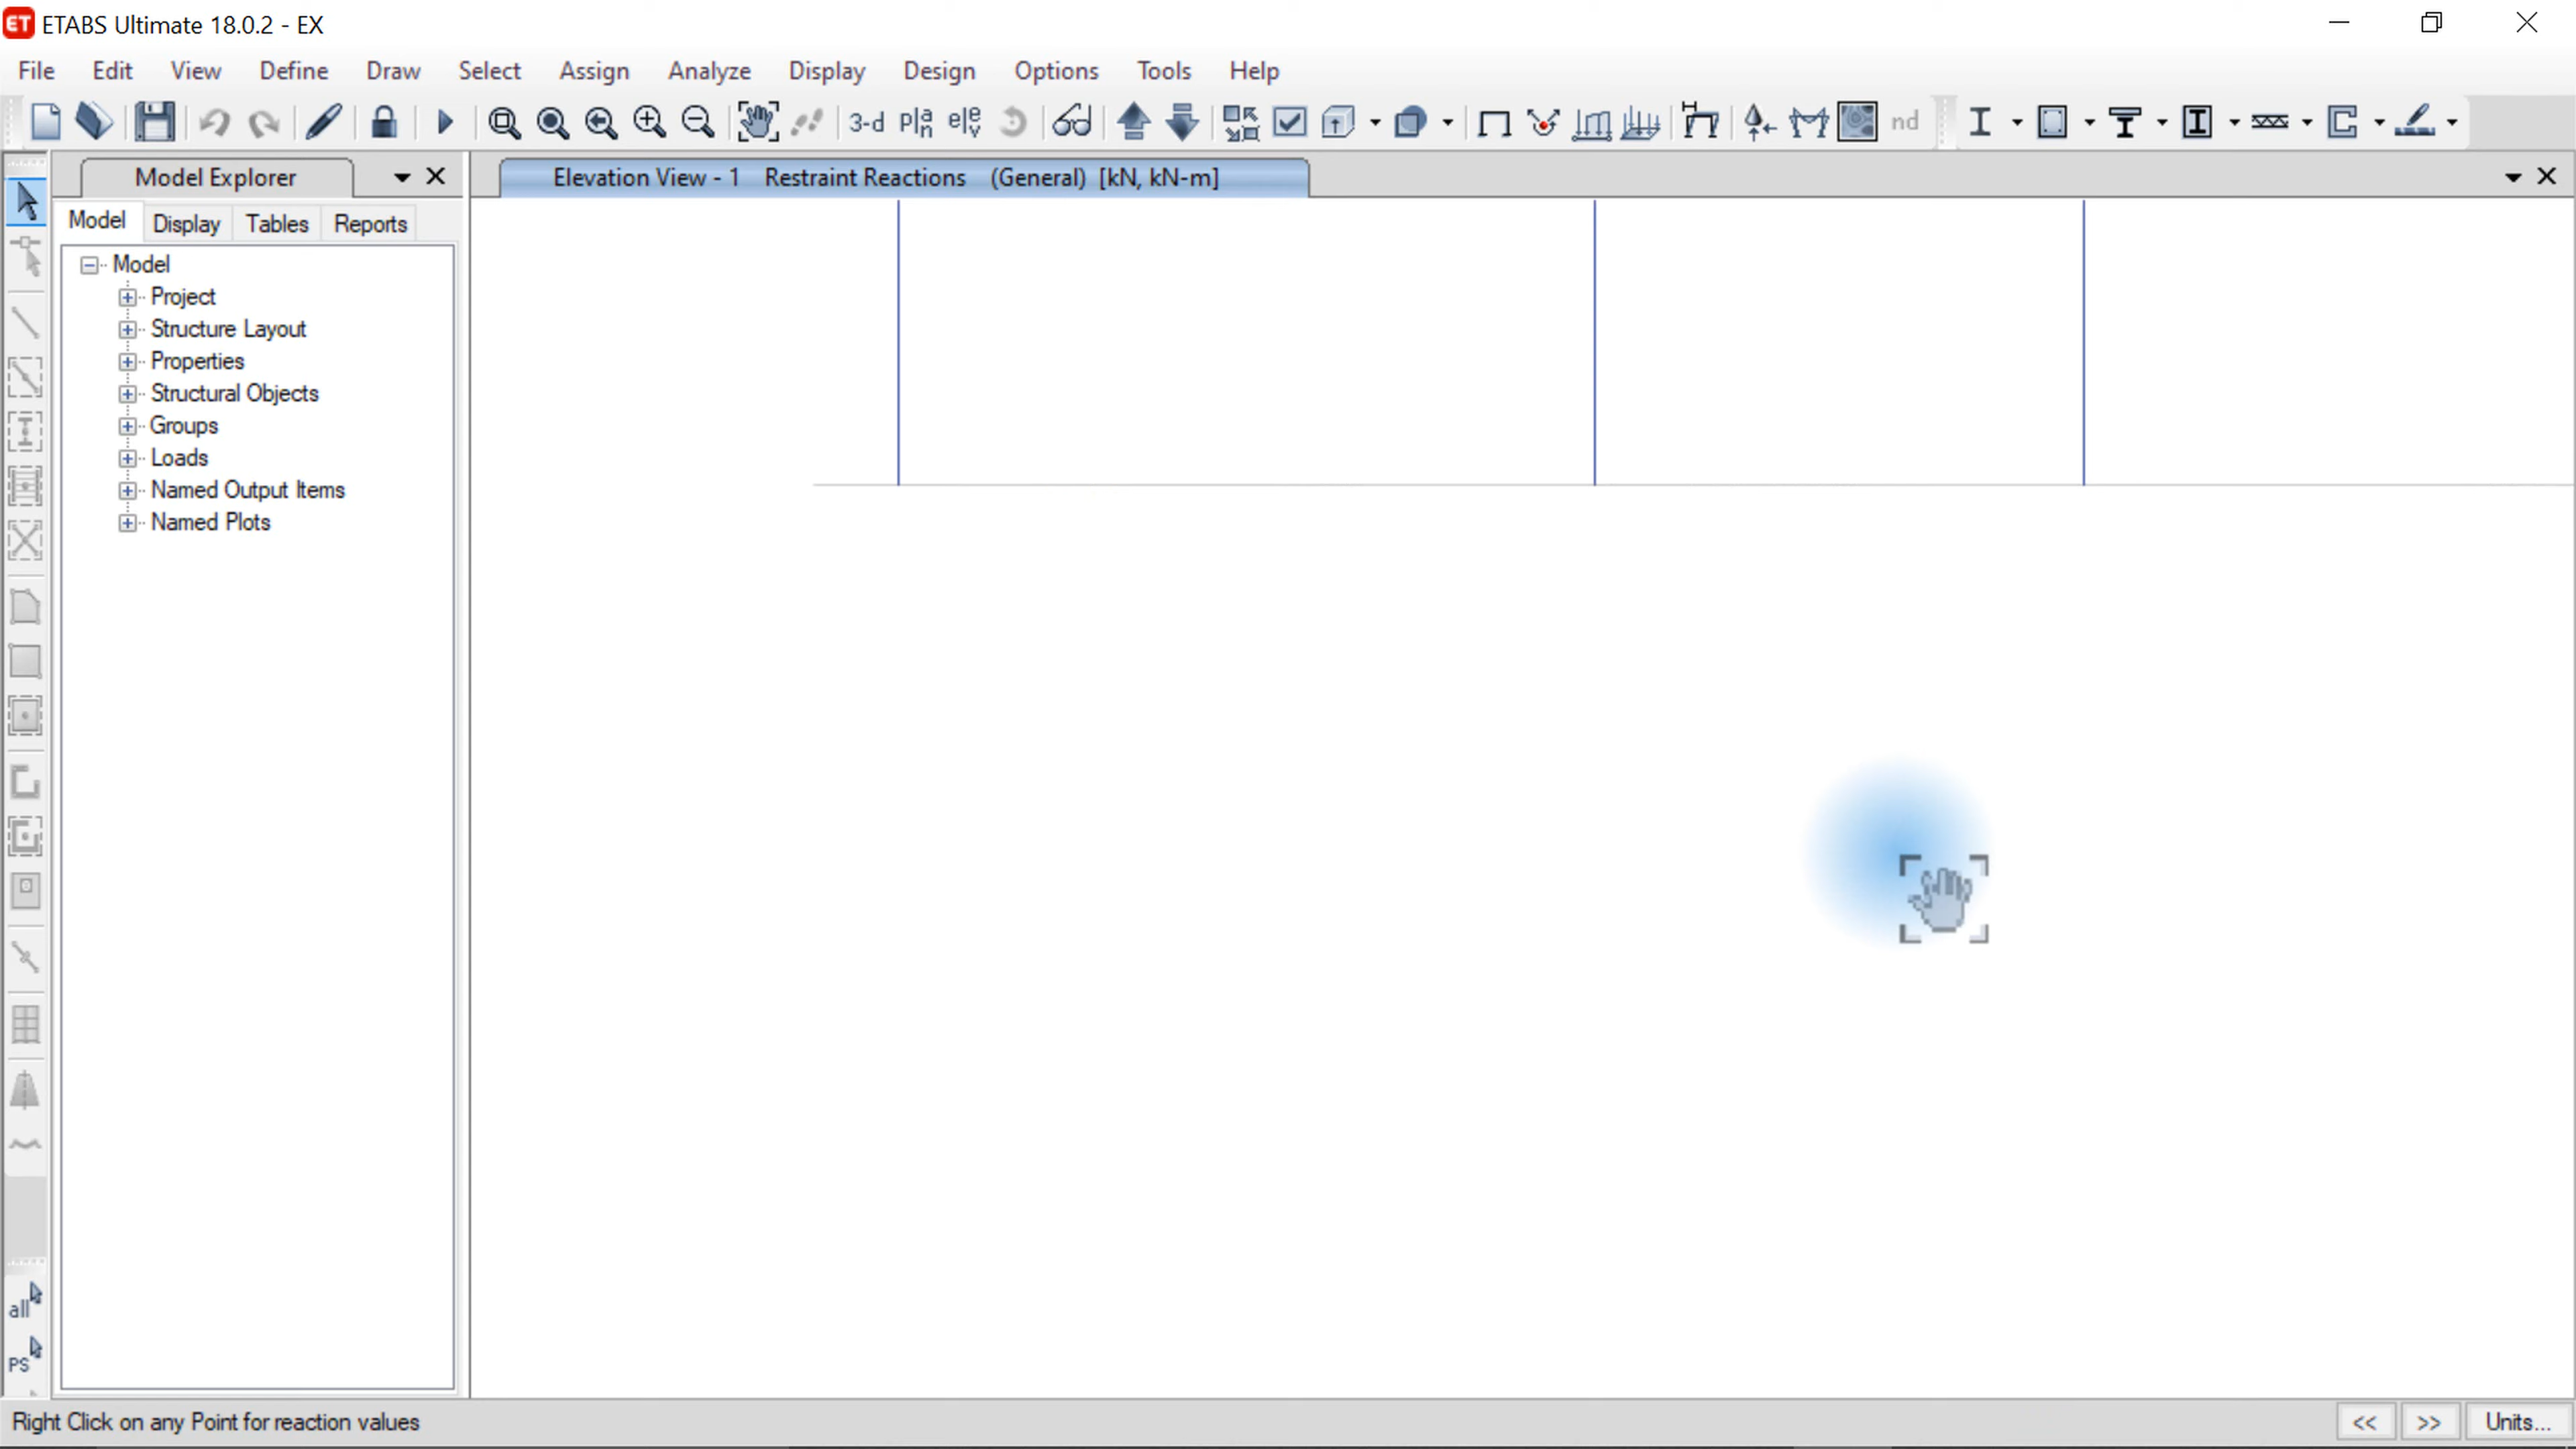 ET ETABS Ultimate 18.0.2 - EX
File Edit View Define Draw Select Assign Analyze Display Design Options Tools Help
3-d plan elev nd
Model Explorer
Elevation View - 1 Restraint Reactions (General) [kN, kN-m]
Model Display Tables Reports
Model
Project
Structure Layout
Properties
Structural Objects
Groups
Loads
Named Output Items
Named Plots
all
PS
Right Click on any Point for reaction values
<< >> Units...